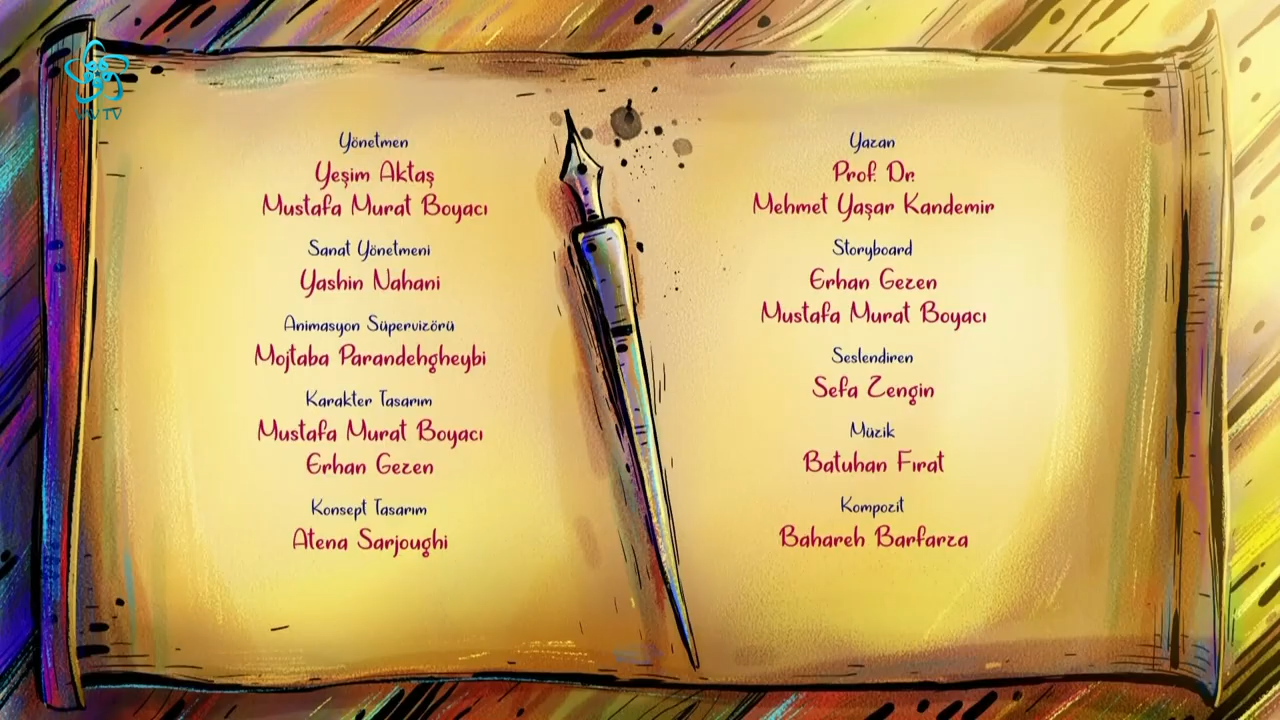 VV TV
Yönetmen
Yeşim Aktaş
Mustafa Murat Boyacı
Sanat Yönetmeni
Yashin Nahani
Animasyon Süpervizörü
Mojtaba Parandehgheybi
Karakter Tasarım
Mustafa Murat Boyacı
Erhan Gezen
Konsept Tasarım
Atena Sarjoughi
Yazan
Prof. Dr.
Mehmet Yaşar Kandemir
Storyboard
Erhan Gezen
Mustafa Murat Boyacı
Seslendiren
Sefa Zengin
Müzik
Batuhan Fırat
Kompozit
Bahareh Barfarza